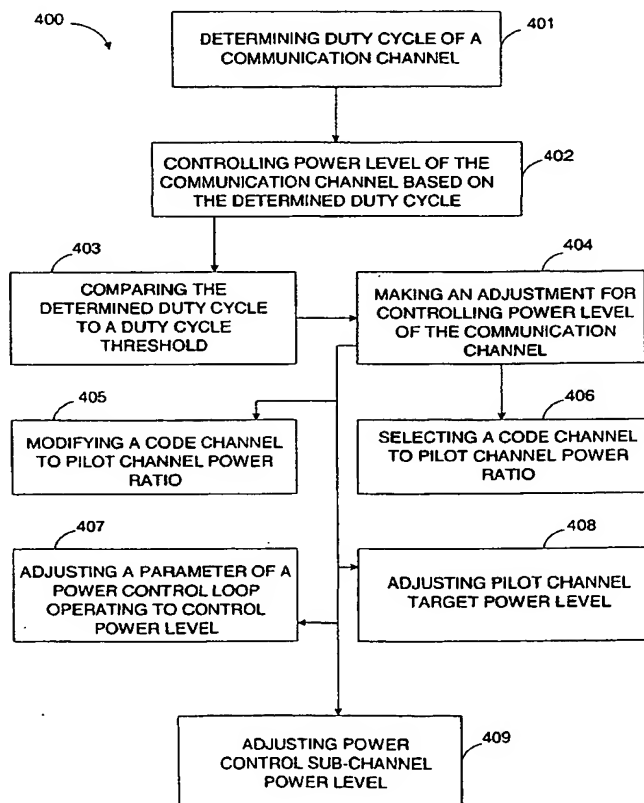 400
401
DETERMINING DUTY CYCLE OF A
COMMUNICATION CHANNEL
402
CONTROLLING POWER LEVEL OF THE
COMMUNICATION CHANNEL BASED ON
THE DETERMINED DUTY CYCLE
403
COMPARING THE
DETERMINED DUTY CYCLE
TO A DUTY CYCLE
THRESHOLD
404
MAKING AN ADJUSTMENT FOR
CONTROLLING POWER LEVEL
OF THE COMMUNICATION
CHANNEL
405
MODIFYING A CODE CHANNEL
TO PILOT CHANNEL POWER
RATIO
406
SELECTING A CODE CHANNEL
TO PILOT CHANNEL POWER
RATIO
407
ADJUSTING A PARAMETER OF A
POWER CONTROL LOOP
OPERATING TO CONTROL
POWER LEVEL
408
ADJUSTING PILOT CHANNEL
TARGET POWER LEVEL
409
ADJUSTING POWER
CONTROL SUB-CHANNEL
POWER LEVEL